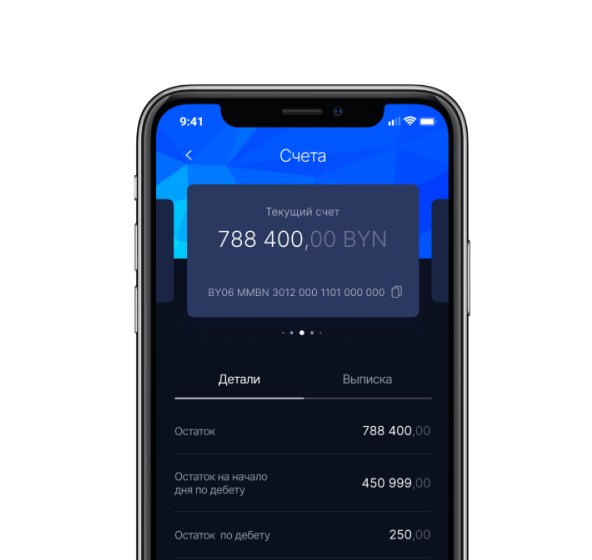 9:41
Счета
Текущий счет
788 400,00 BYN
BY06 MMBN 3012 000 1101 000 000
Детали Выписка
Остаток 788 400,00
Остаток на начало
дня по дебету 450 999,00
Остаток по дебету 250,00